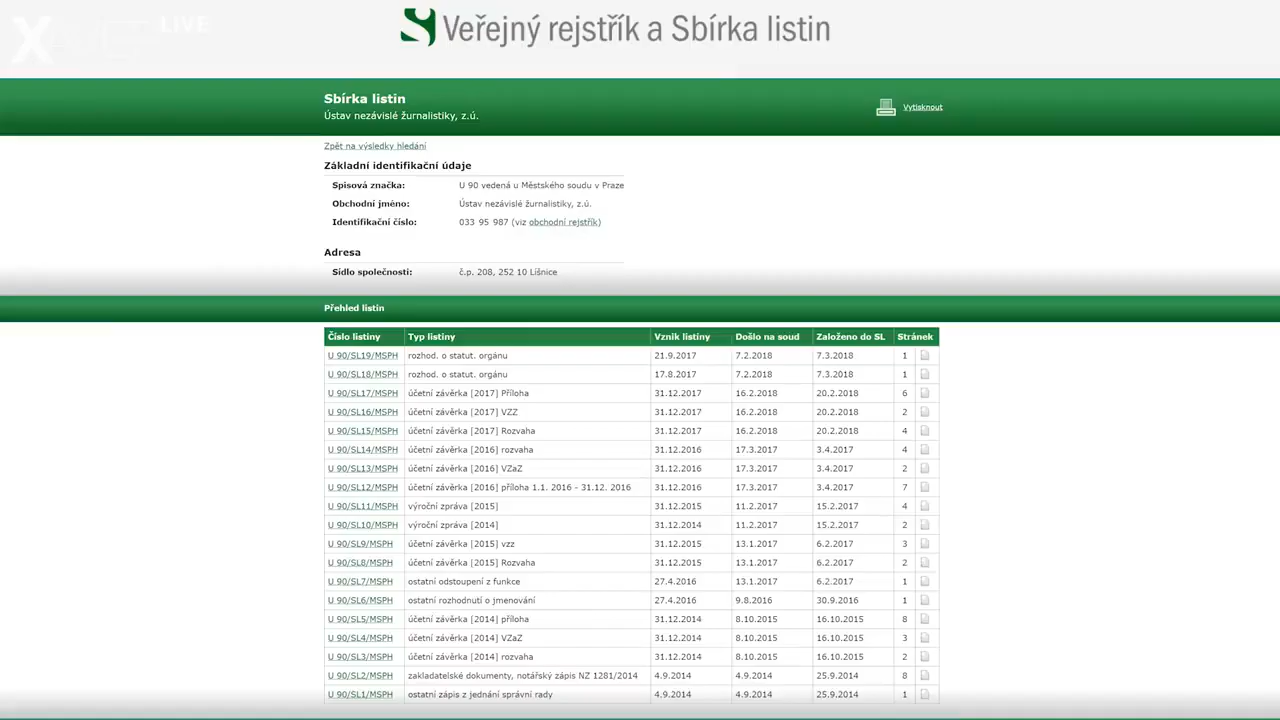 LIVE
Veřejný rejstřík a Sbírka listin
Sbírka listin
Ústav nezávislé žurnalistiky, z.ú.
Vytisknout
Zpět na výsledky hledání
Základní identifikační údaje
Spisová značka: U 90 vedená u Městského soudu v Praze
Obchodní jméno: Ústav nezávislé žurnalistiky, z.ú.
Identifikační číslo: 033 95 987 (viz obchodní rejstřík)
Adresa
Sídlo společnosti: č.p. 208, 252 10 Líšnice
Přehled listin
Číslo listiny Typ listiny Vznik listiny Došlo na soud Založeno do SL Stránek
U 90/SL19/MSPH rozhod. o statut. orgánu 21.9.2017 7.2.2018 7.3.2018 1
U 90/SL18/MSPH rozhod. o statut. orgánu 17.8.2017 7.2.2018 7.3.2018 1
U 90/SL17/MSPH účetní závěrka [2017] Příloha 31.12.2017 16.2.2018 20.2.2018 6
U 90/SL16/MSPH účetní závěrka [2017] VZZ 31.12.2017 16.2.2018 20.2.2018 2
U 90/SL15/MSPH účetní závěrka [2017] Rozvaha 31.12.2017 16.2.2018 20.2.2018 4
U 90/SL14/MSPH účetní závěrka [2016] rozvaha 31.12.2016 17.3.2017 3.4.2017 4
U 90/SL13/MSPH účetní závěrka [2016] VZaZ 31.12.2016 17.3.2017 3.4.2017 2
U 90/SL12/MSPH účetní závěrka [2016] příloha 1.1. 2016 - 31.12. 2016 31.12.2016 17.3.2017 3.4.2017 7
U 90/SL11/MSPH výroční zpráva [2015] 31.12.2015 11.2.2017 15.2.2017 4
U 90/SL10/MSPH výroční zpráva [2014] 31.12.2014 11.2.2017 15.2.2017 2
U 90/SL9/MSPH účetní závěrka [2015] vzz 31.12.2015 13.1.2017 6.2.2017 3
U 90/SL8/MSPH účetní závěrka [2015] Rozvaha 31.12.2015 13.1.2017 6.2.2017 2
U 90/SL7/MSPH ostatní odstoupení z funkce 27.4.2016 13.1.2017 6.2.2017 1
U 90/SL6/MSPH ostatní rozhodnutí o jmenování 27.4.2016 9.8.2016 30.9.2016 1
U 90/SL5/MSPH účetní závěrka [2014] příloha 31.12.2014 8.10.2015 16.10.2015 8
U 90/SL4/MSPH účetní závěrka [2014] VZaZ 31.12.2014 8.10.2015 16.10.2015 3
U 90/SL3/MSPH účetní závěrka [2014] rozvaha 31.12.2014 8.10.2015 16.10.2015 2
U 90/SL2/MSPH zakladatelské dokumenty, notářský zápis NZ 1281/2014 4.9.2014 4.9.2014 25.9.2014 8
U 90/SL1/MSPH ostatní zápis z jednání správní rady 4.9.2014 4.9.2014 25.9.2014 1